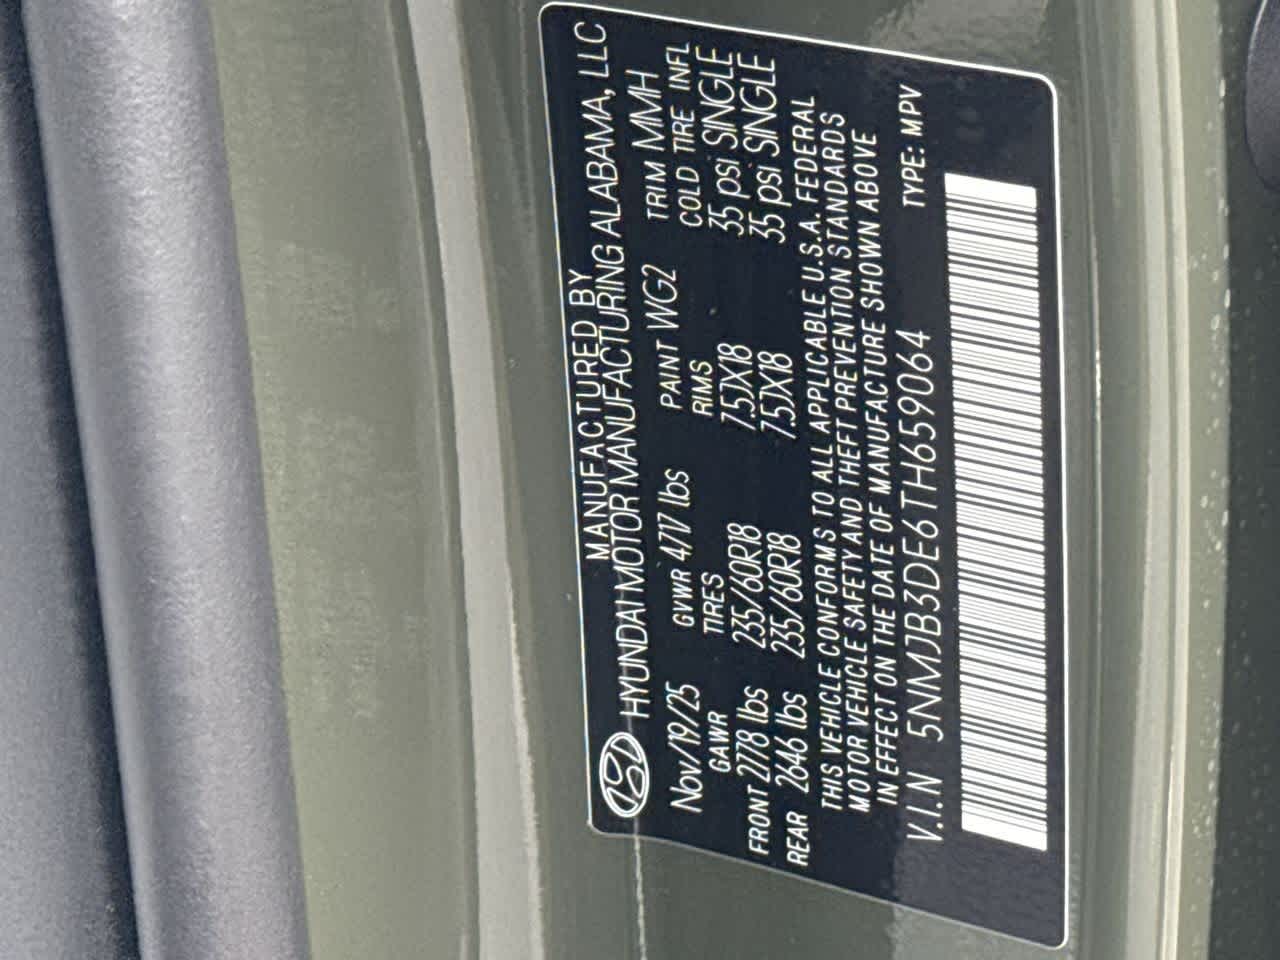 MANUFACTURED BY
HYUNDAI MOTOR MANUFACTURING ALABAMA, LLC
Nov/19/25 GVWR 4717 lbs PAINT WG2 TRIM MMH
GAWR TIRES RIMS COLD TIRE INFL
FRONT 2778 lbs 235/60R18 7.5JX18 35 psi SINGLE
REAR 2646 lbs 235/60R18 7.5JX18 35 psi SINGLE
THIS VEHICLE CONFORMS TO ALL APPLICABLE U.S.A. FEDERAL
MOTOR VEHICLE SAFETY AND THEFT PREVENTION STANDARDS
IN EFFECT ON THE DATE OF MANUFACTURE SHOWN ABOVE
V.I.N 5NMJB3DE6TH659064 TYPE: MPV